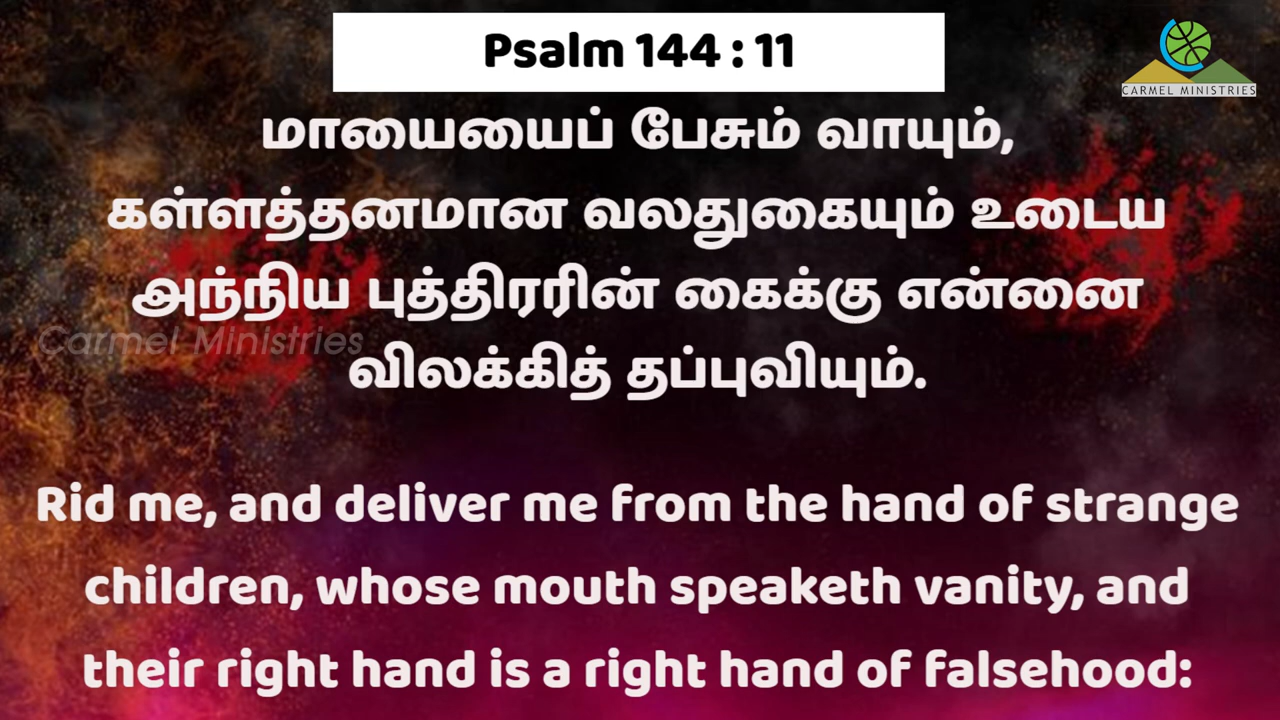 Psalm 144 : 11
CARMEL MINISTRIES
மாயையைப் பேசும் வாயும்,
கள்ளத்தனமான வலதுகையும் உடைய
அந்நிய புத்திரரின் கைக்கு என்னை
Carmel Ministries
விலக்கித் தப்புவியும்.
Rid me, and deliver me from the hand of strange
children, whose mouth speaketh vanity, and
their right hand is a right hand of falsehood: